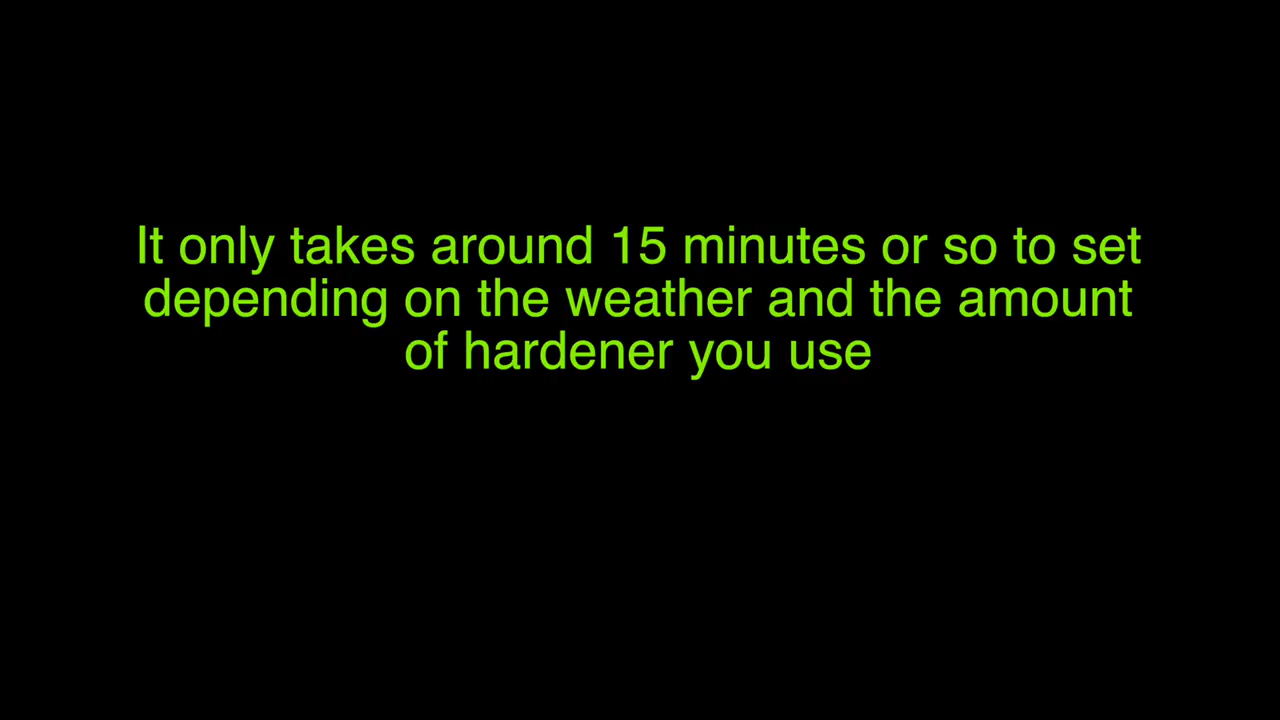 It only takes around 15 minutes or so to set
depending on the weather and the amount
of hardener you use